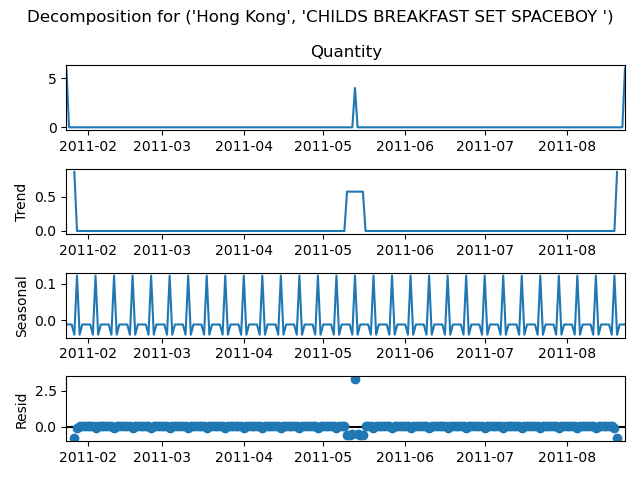 Decomposition for ('Hong Kong', 'CHILDS BREAKFAST SET SPACEBOY ')
Quantity
5
0
2011-02 2011-03 2011-04 2011-05 2011-06 2011-07 2011-08
Trend
0.5
0.0
2011-02 2011-03 2011-04 2011-05 2011-06 2011-07 2011-08
Seasonal
0.1
0.0
2011-02 2011-03 2011-04 2011-05 2011-06 2011-07 2011-08
Resid
2.5
0.0
2011-02 2011-03 2011-04 2011-05 2011-06 2011-07 2011-08